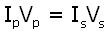 IₚVₚ = IₛVₛ